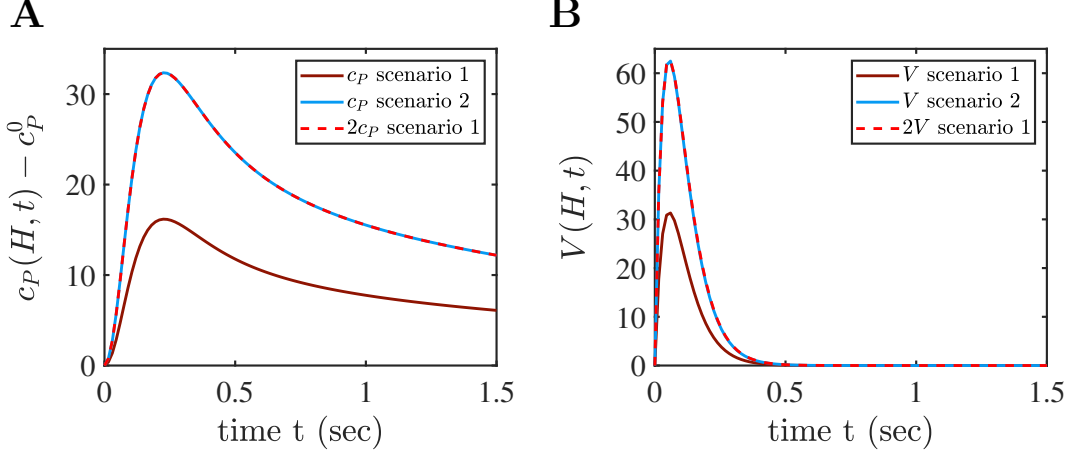 A
c_P(H, t) − c_P^0
30
20
10
0
c_P scenario 1
c_P scenario 2
2c_P scenario 1
0 0.5 1 1.5
time t (sec)
B
V(H, t)
60
50
40
30
20
10
0
V scenario 1
V scenario 2
2V scenario 1
0 0.5 1 1.5
time t (sec)